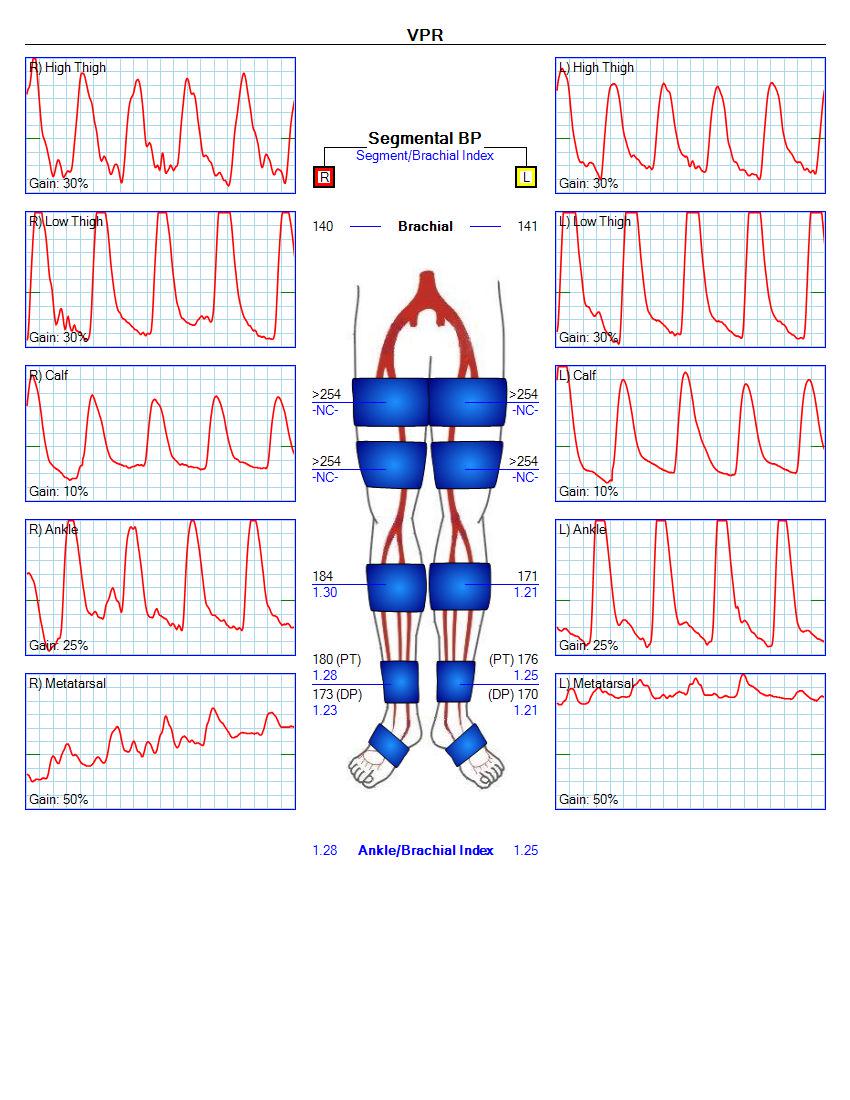 VPR
R) High Thigh
Gain: 30%
L) High Thigh
Gain: 30%
Segmental BP
Segment/Brachial Index
R
L
140 Brachial 141
R) Low Thigh
Gain: 30%
L) Low Thigh
Gain: 30%
>254
-NC-
>254
-NC-
>254
-NC-
>254
-NC-
R) Calf
Gain: 10%
L) Calf
Gain: 10%
184
1.30
171
1.21
R) Ankle
Gain: 25%
L) Ankle
Gain: 25%
180 (PT)
1.28
173 (DP)
1.23
(PT) 176
1.25
(DP) 170
1.21
R) Metatarsal
Gain: 50%
L) Metatarsal
Gain: 50%
1.28 Ankle/Brachial Index 1.25